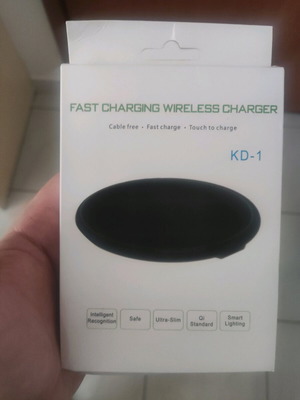 FAST CHARGING WIRELESS CHARGER
Cable free • Fast charge • Touch to charge
KD-1
Intelligent Recognition
Safe
Ultra-Slim
Qi Standard
Smart Lighting